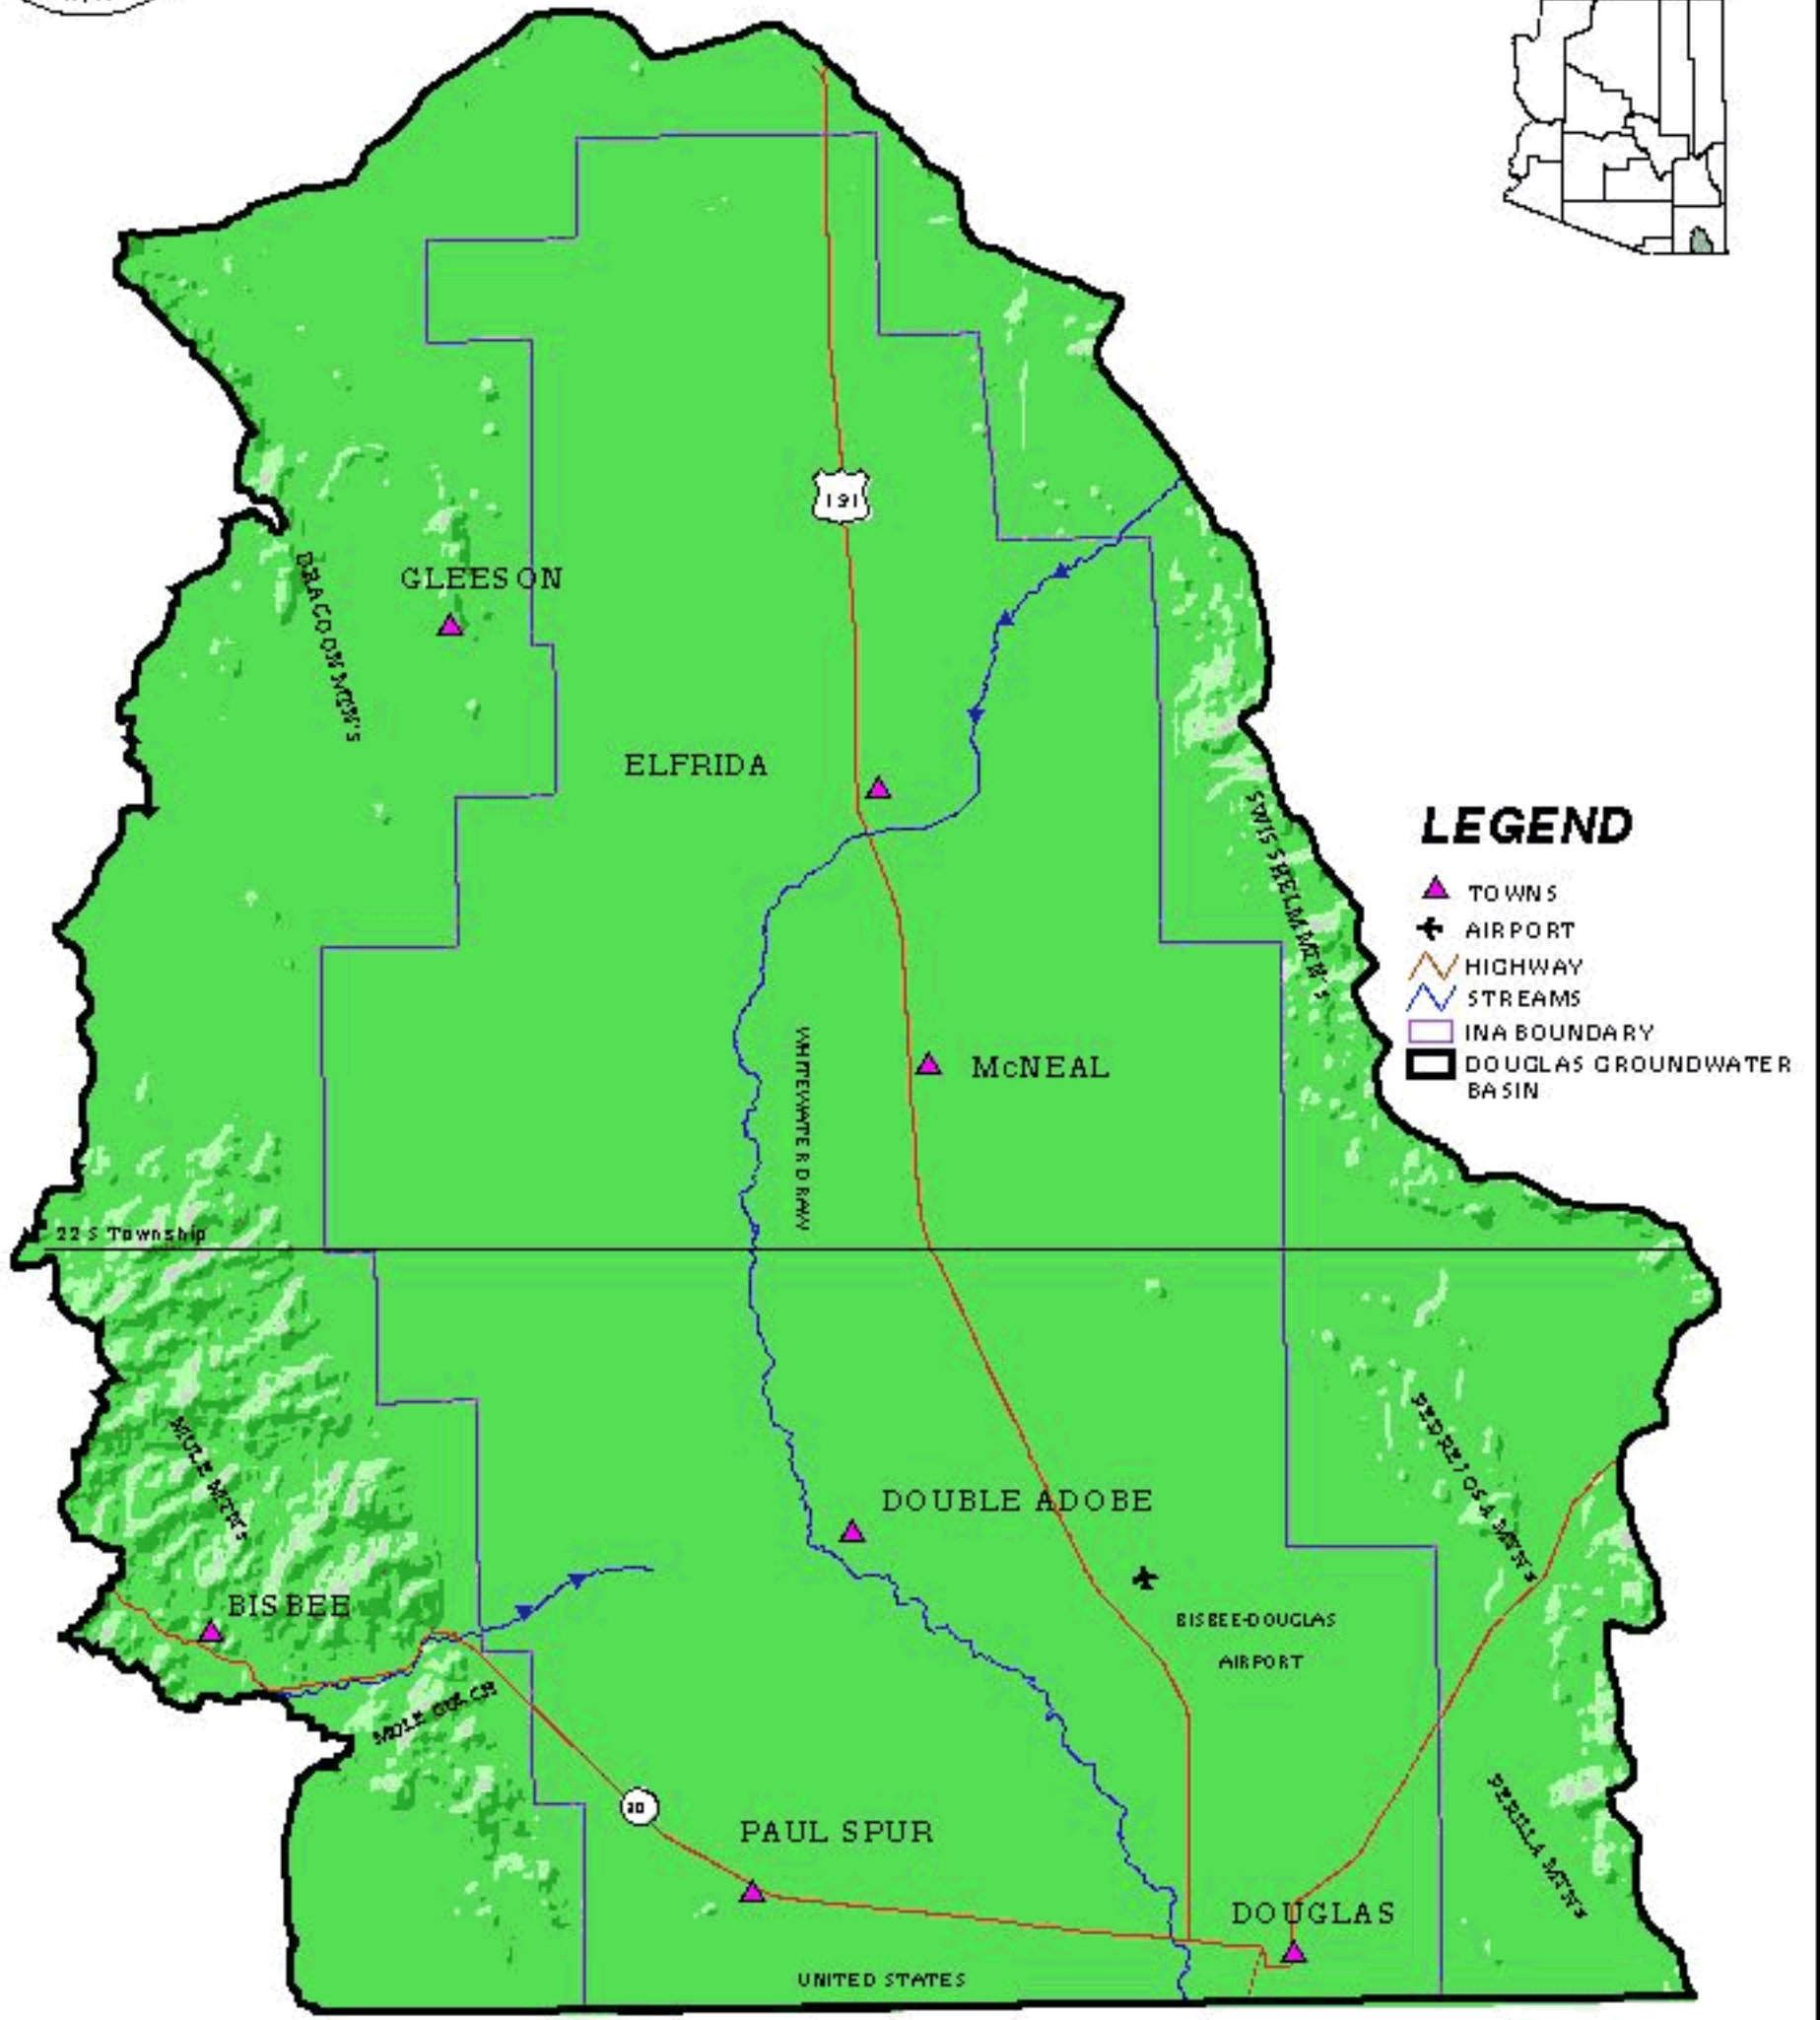 191
GLEESON
DRAGOON MTN'S
ELFRIDA
SWISSHELM MTN'S
LEGEND
TOWNS
AIRPORT
HIGHWAY
STREAMS
INA BOUNDARY
DOUGLAS GROUNDWATER
BASIN
McNEAL
WHITEWATER DRAW
22 S Township
PEDREJOSA MTN'S
MULE MTN'S
DOUBLE ADOBE
BISBEE
BISBEE-DOUGLAS
AIRPORT
MULE GULCH
80
PAUL SPUR
PERILLA MTN'S
DOUGLAS
UNITED STATES